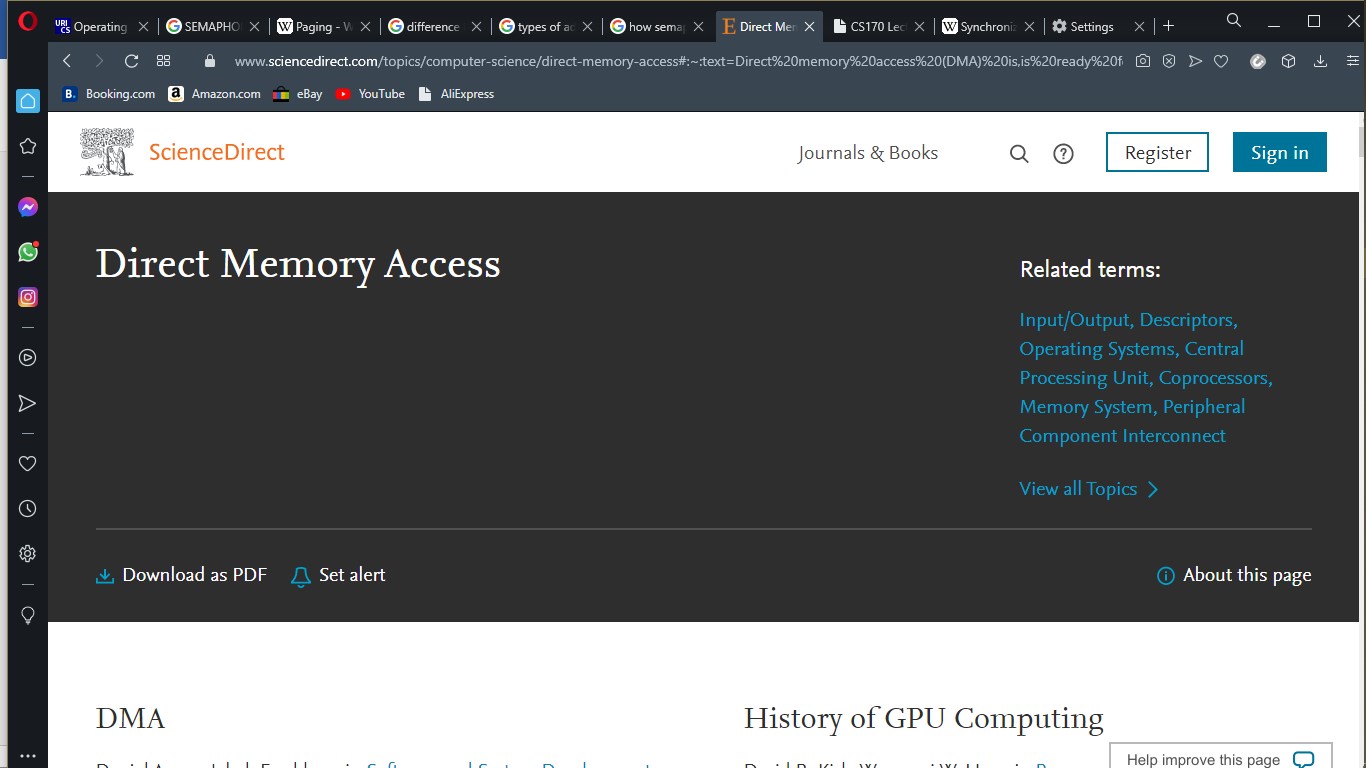 URI CS Operating
SEMAPHO
Paging - W
difference
types of ac
how semap
Direct Mem
CS170 Lec
Synchroniz
Settings
www.sciencedirect.com/topics/computer-science/direct-memory-access#:~:text=Direct%20memory%20access%20(DMA)%20is,is%20ready%20f
B. Booking.com
a Amazon.com
eBay
YouTube
AliExpress
ScienceDirect
Journals & Books
Register
Sign in
Direct Memory Access
Related terms:
Input/Output, Descriptors,
Operating Systems, Central
Processing Unit, Coprocessors,
Memory System, Peripheral
Component Interconnect
View all Topics
Download as PDF
Set alert
About this page
DMA
History of GPU Computing
Help improve this page